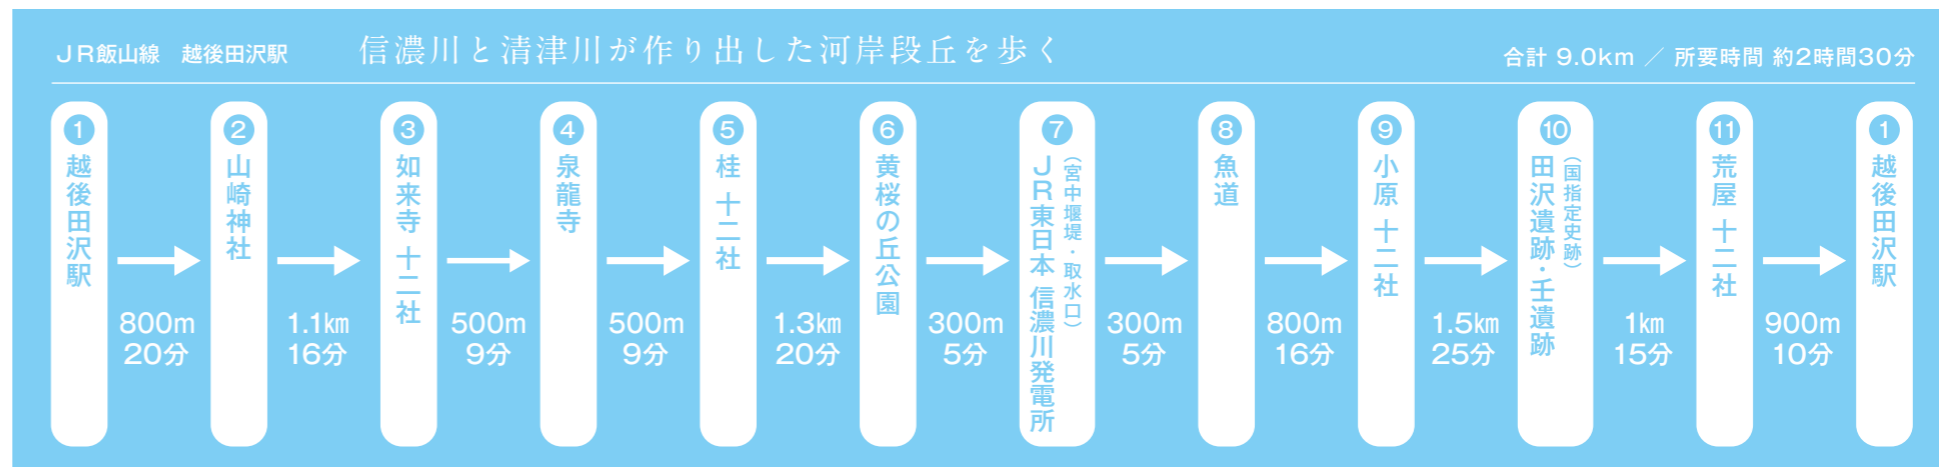 JR飯山線 越後田沢駅
信濃川と清津川が作り出した河岸段丘を歩く
合計 9.0km ／ 所要時間 約2時間30分
1 越後田沢駅
800m
20分
2 山崎神社
1.1km
16分
3 如来寺 十二社
500m
9分
4 泉龍寺
500m
9分
5 桂 十二社
1.3km
20分
6 黄桜の丘公園
300m
5分
7 JR東日本 信濃川発電所
（宮中堰堤・取水口）
300m
5分
8 魚道
800m
16分
9 小原 十二社
1.5km
25分
10 田沢遺跡・壬遺跡
（国指定史跡）
1km
15分
11 荒屋 十二社
900m
10分
1 越後田沢駅